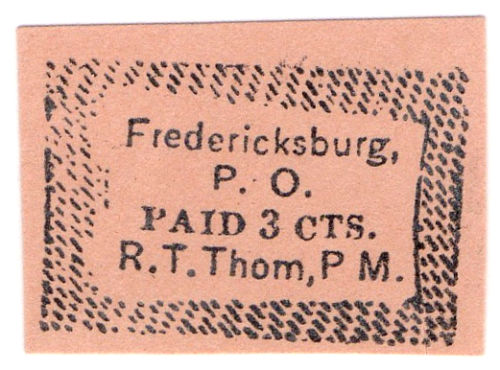 Fredericksburg,
P. O.
PAID 3 CTS.
R.T.Thom, P M.